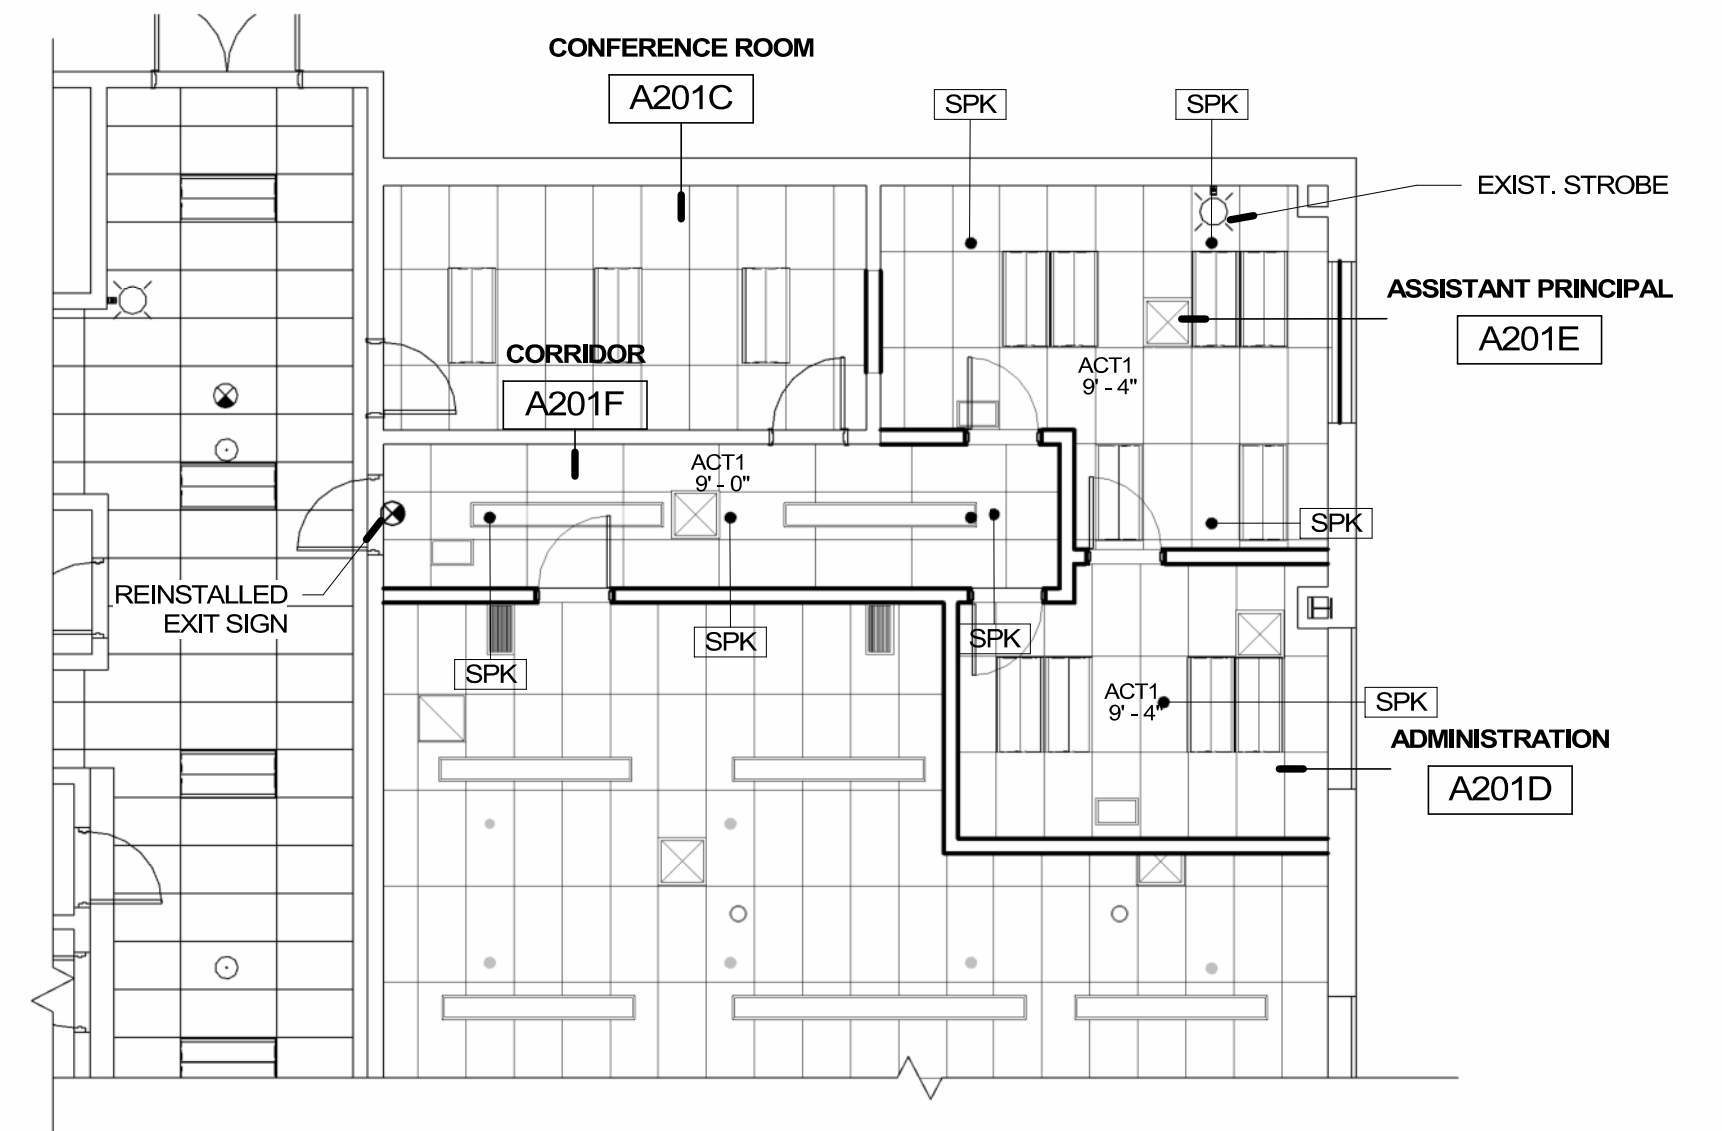 CONFERENCE ROOM
A201C
SPK
SPK
EXIST. STROBE
ASSISTANT PRINCIPAL
A201E
CORRIDOR
A201F
ACT1
9' - 4"
ACT1
9' - 0"
SPK
REINSTALLED
EXIT SIGN
SPK
SPK
SPK
ACT1
9' - 4"
SPK
ADMINISTRATION
A201D